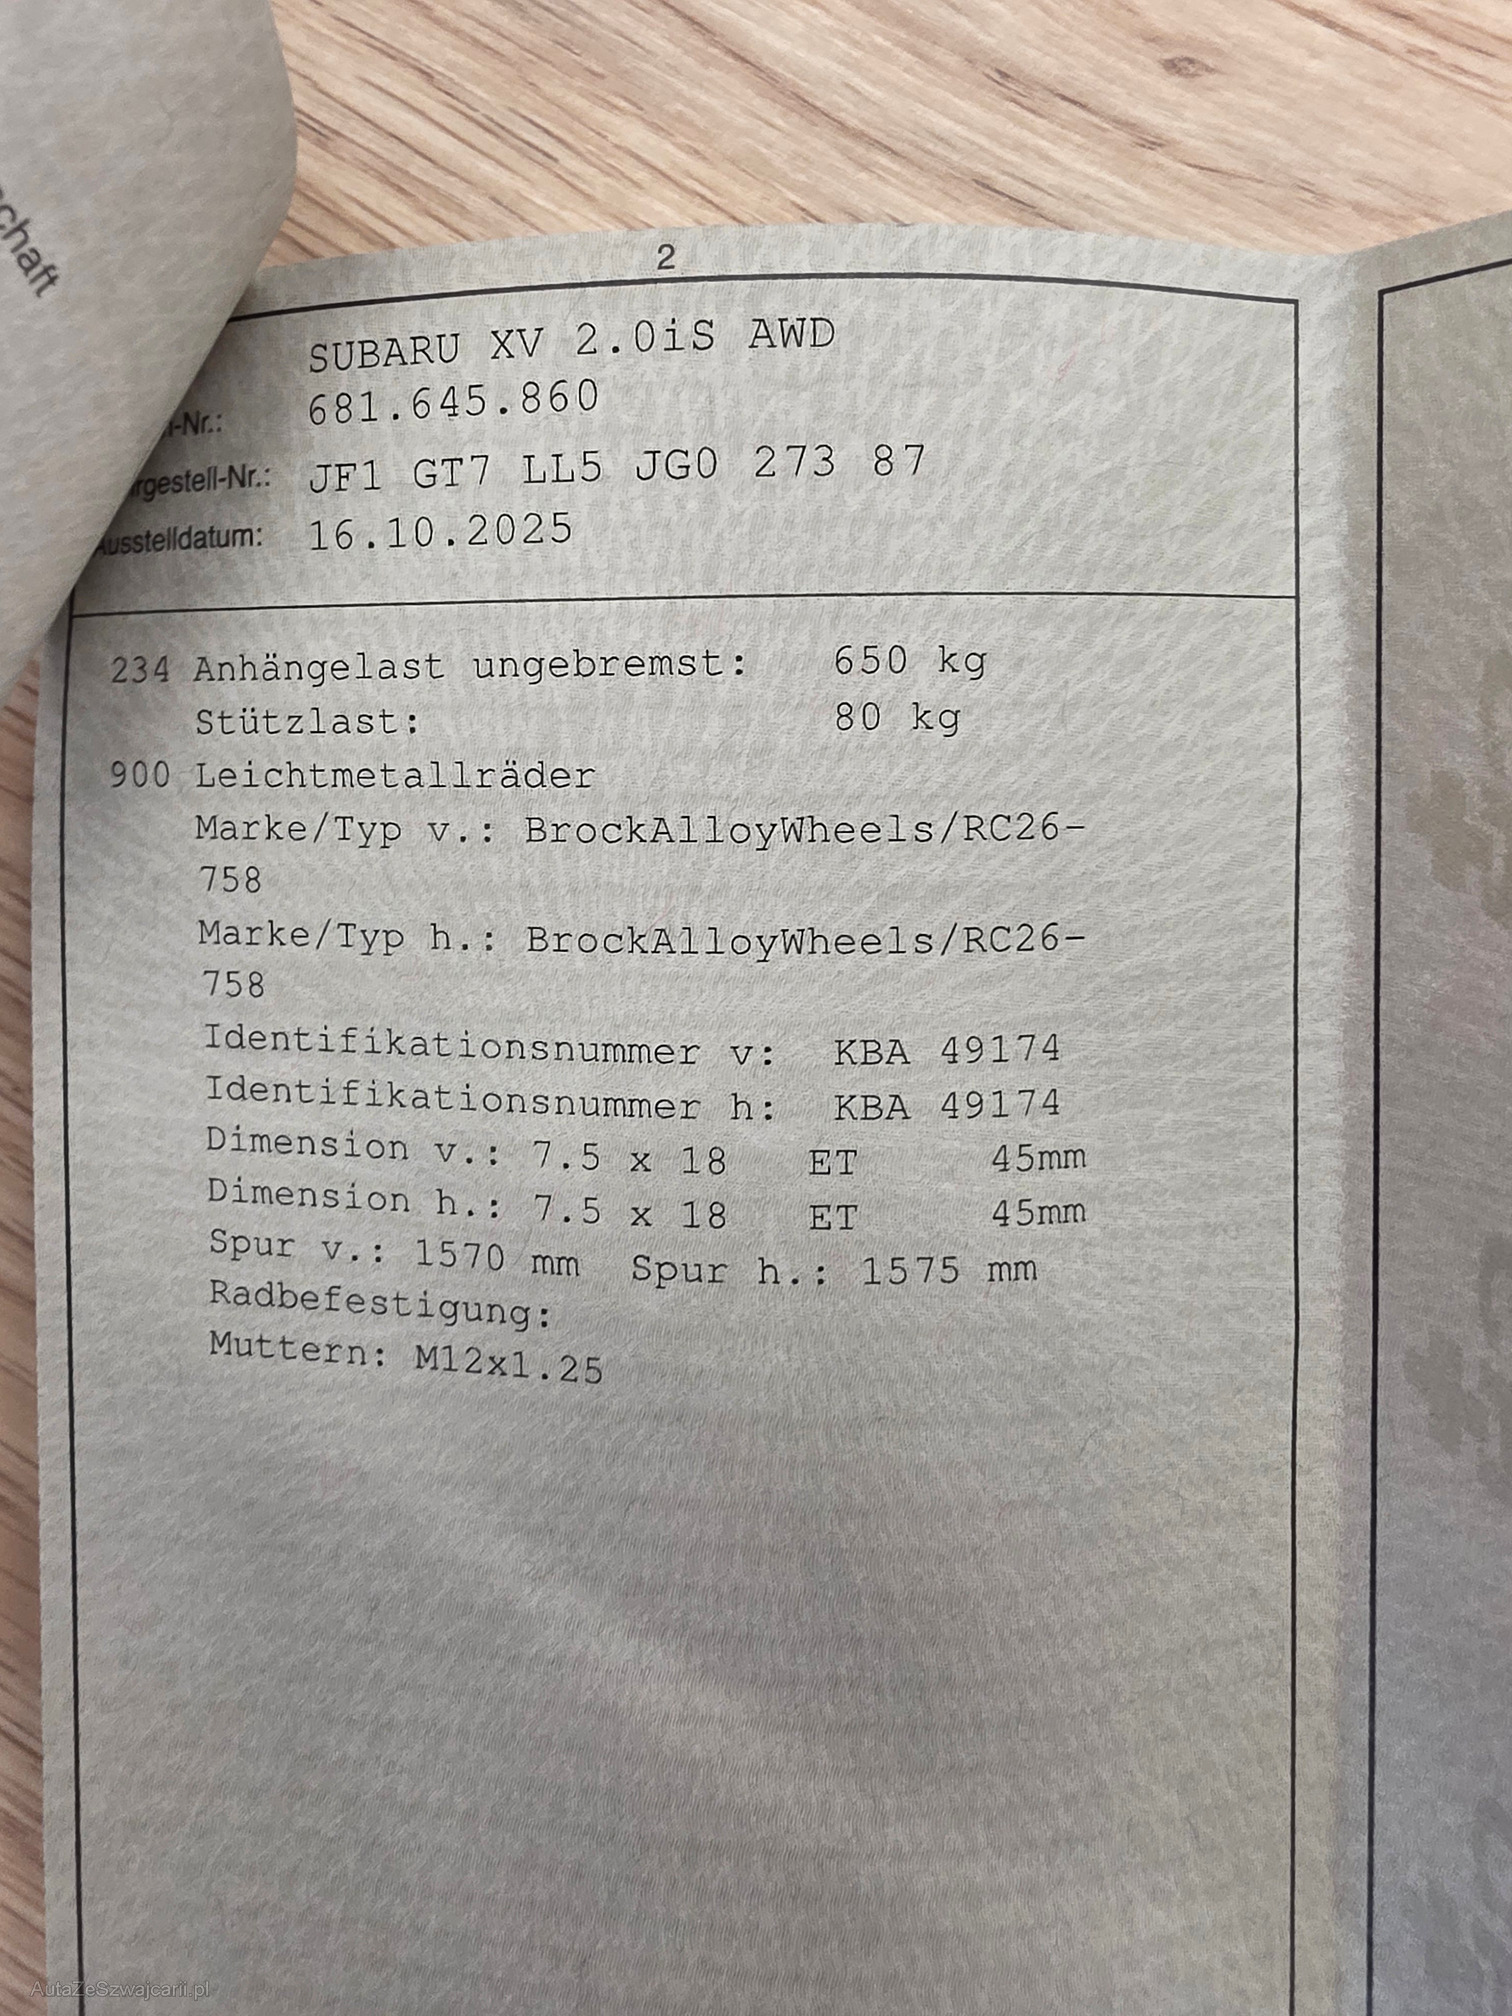 chaft
2
SUBARU XV 2.0iS AWD
-Nr.: 681.645.860
rgestell-Nr.: JF1 GT7 LL5 JG0 273 87
Ausstelldatum: 16.10.2025
234 Anhängelast ungebremst: 650 kg
Stützlast: 80 kg
900 Leichtmetallräder
Marke/Typ v.: BrockAlloyWheels/RC26-
758
Marke/Typ h.: BrockAlloyWheels/RC26-
758
Identifikationsnummer v: KBA 49174
Identifikationsnummer h: KBA 49174
Dimension v.: 7.5 x 18 ET 45mm
Dimension h.: 7.5 x 18 ET 45mm
Spur v.: 1570 mm Spur h.: 1575 mm
Radbefestigung:
Muttern: M12x1.25
AutaZeSzwajcarii.pl